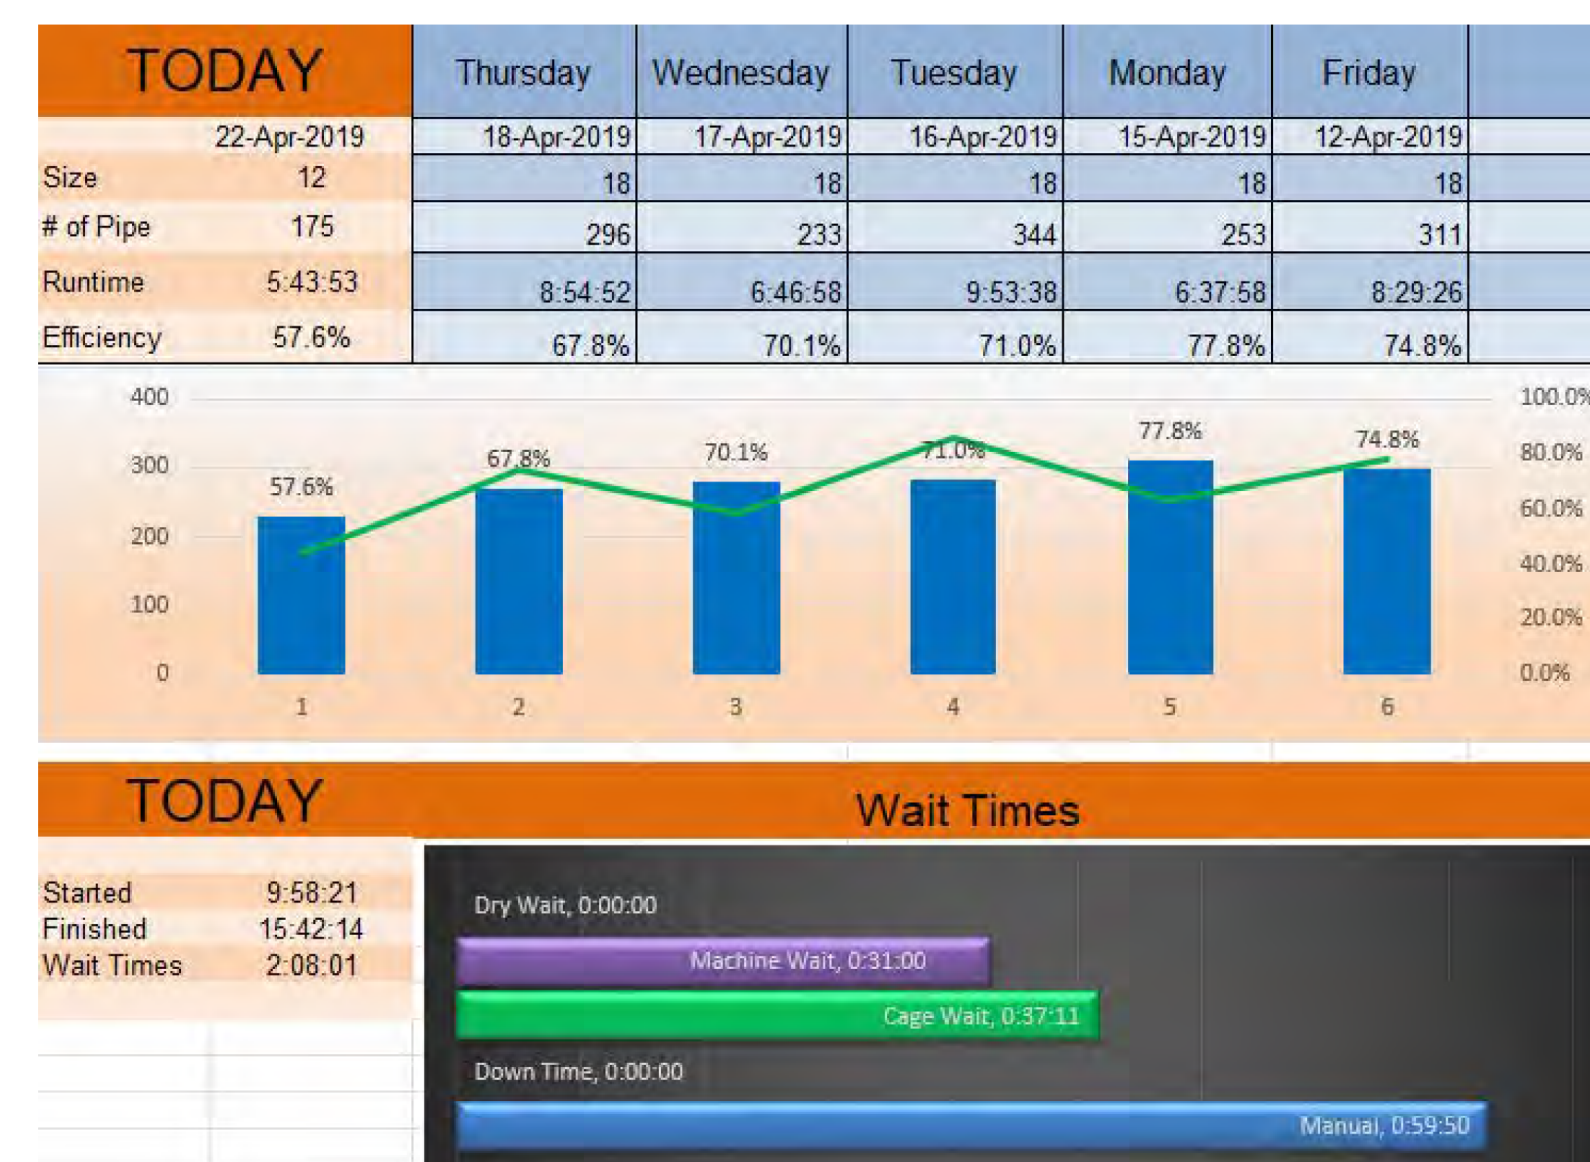 TODAY Thursday Wednesday Tuesday Monday Friday
22-Apr-2019 18-Apr-2019 17-Apr-2019 16-Apr-2019 15-Apr-2019 12-Apr-2019
Size 12 18 18 18 18 18
# of Pipe 175 296 233 344 253 311
Runtime 5:43:53 8:54:52 6:46:58 9:53:38 6:37:58 8:29:26
Efficiency 57.6% 67.8% 70.1% 71.0% 77.8% 74.8%
400 100.0%
77.8%
74.8%
300 67.8% 70.1% 71.0% 80.0%
57.6%
60.0%
200
40.0%
100
20.0%
0 0.0%
1 2 3 4 5 6
TODAY Wait Times
Started 9:58:21
Finished 15:42:14
Wait Times 2:08:01
Dry Wait, 0:00:00
Machine Wait, 0:31:00
Cage Wait, 0:37:11
Down Time, 0:00:00
Manual, 0:59:50